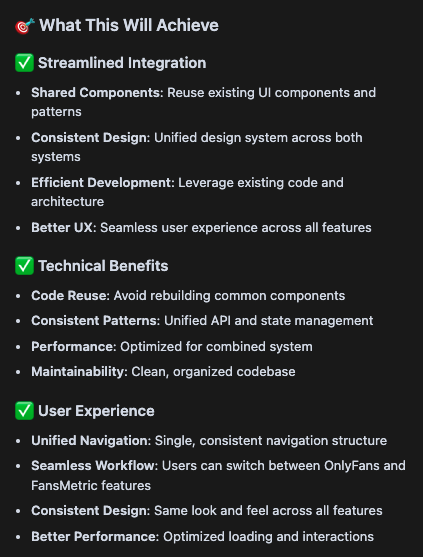 🎯 What This Will Achieve
✅ Streamlined Integration
• Shared Components: Reuse existing UI components and
patterns
• Consistent Design: Unified design system across both
systems
• Efficient Development: Leverage existing code and
architecture
• Better UX: Seamless user experience across all features
✅ Technical Benefits
• Code Reuse: Avoid rebuilding common components
• Consistent Patterns: Unified API and state management
• Performance: Optimized for combined system
• Maintainability: Clean, organized codebase
✅ User Experience
• Unified Navigation: Single, consistent navigation structure
• Seamless Workflow: Users can switch between OnlyFans and
FansMetric features
• Consistent Design: Same look and feel across all features
• Better Performance: Optimized loading and interactions